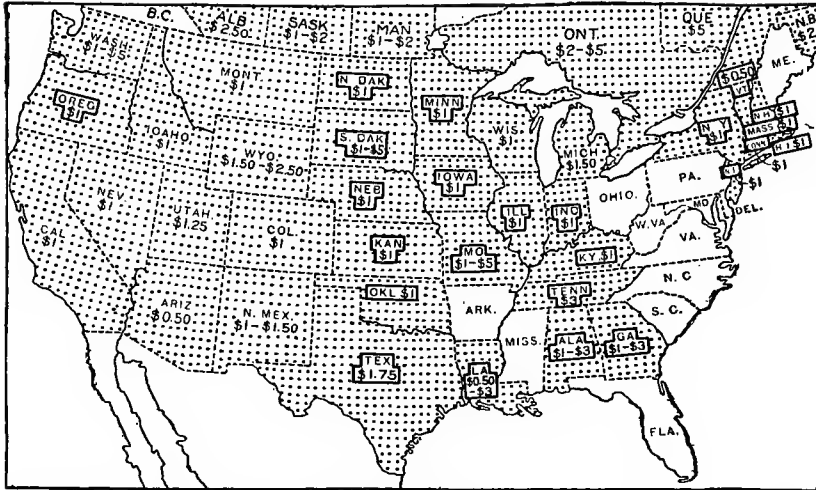 B.C.
ALB
$2.50
SASK
$1-$2
MAN
$1-$2
ONT.
$2-$5
QUE
$5
N.B
$2
WASH.
MONT.
$1
N. DAK
$1
MINN
$1
$0.50
VT.
ME.
OREG
$1
IDAHO
$1
WYO.
$1.50-$2.50
S. DAK
$1-$5
WIS.
$1
MICH
$1.50
N.Y
$1
N H $1
MASS $1
CONN
$1
$1
NEV.
$1
UTAH.
$1.25
COL.
$1
NEB
$1
IOWA
$1
ILL
$1
IND
$1
OHIO.
PA.
N.J.
$1
CAL
$1
KAN
$1
MO
$1-$5
KY. $1
W.VA.
MD.
DEL.
VA.
ARIZ
$0.50
N. MEX.
$1-$1.50
OKL $1
ARK.
TENN
$3
N. C
S. C.
TEX
$1.75
LA
$0.50
-$3
MISS.
ALA
$1-$3
GA
$1-$3
FLA.